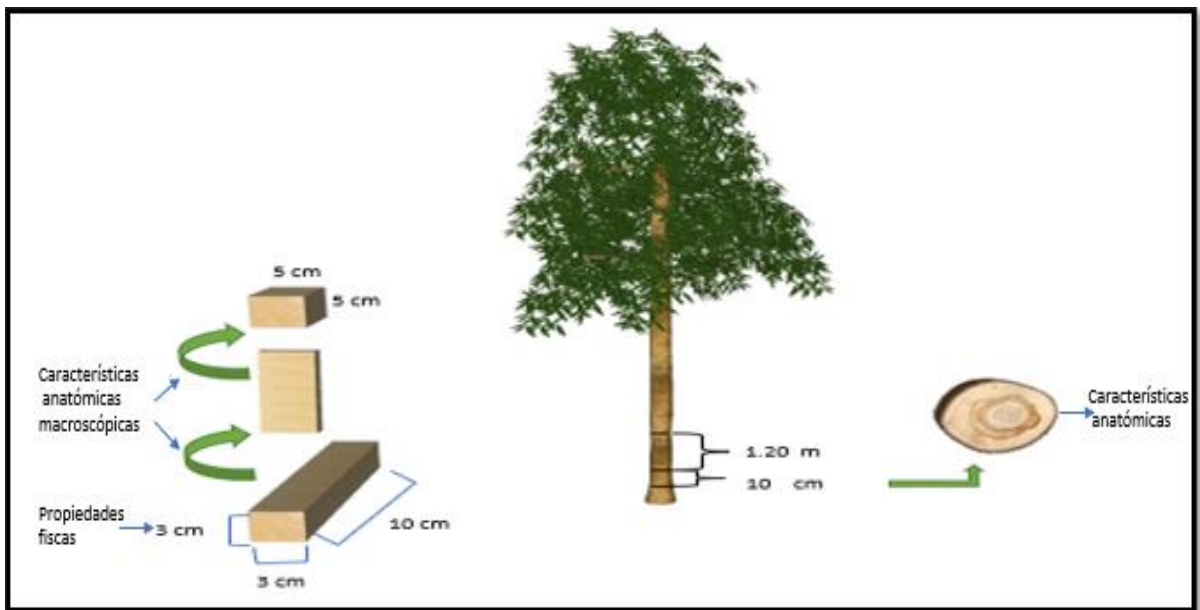 5 cm
5 cm
Características
anatómicas
macroscópicas
Propiedades
fiscas
3 cm
3 cm
10 cm
1.20 m
10 cm
Características
anatómicas